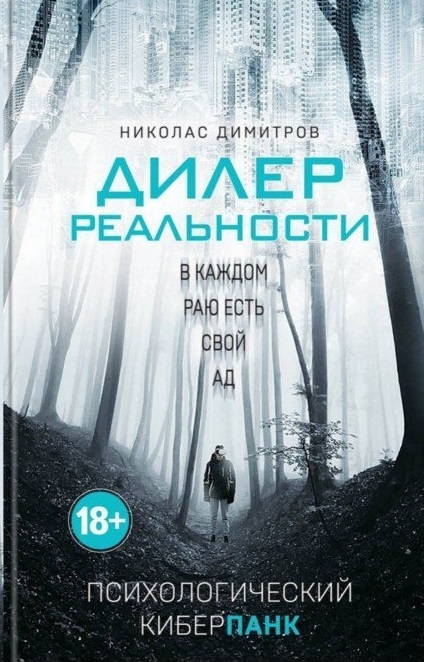 НИКОЛАС ДИМИТРОВ
ДИЛЕР
РЕАЛЬНОСТИ
В КАЖДОМ
РАЮ ЕСТЬ
СВОЙ
АД
18+
ПСИХОЛОГИЧЕСКИЙ
КИБЕРПАНК